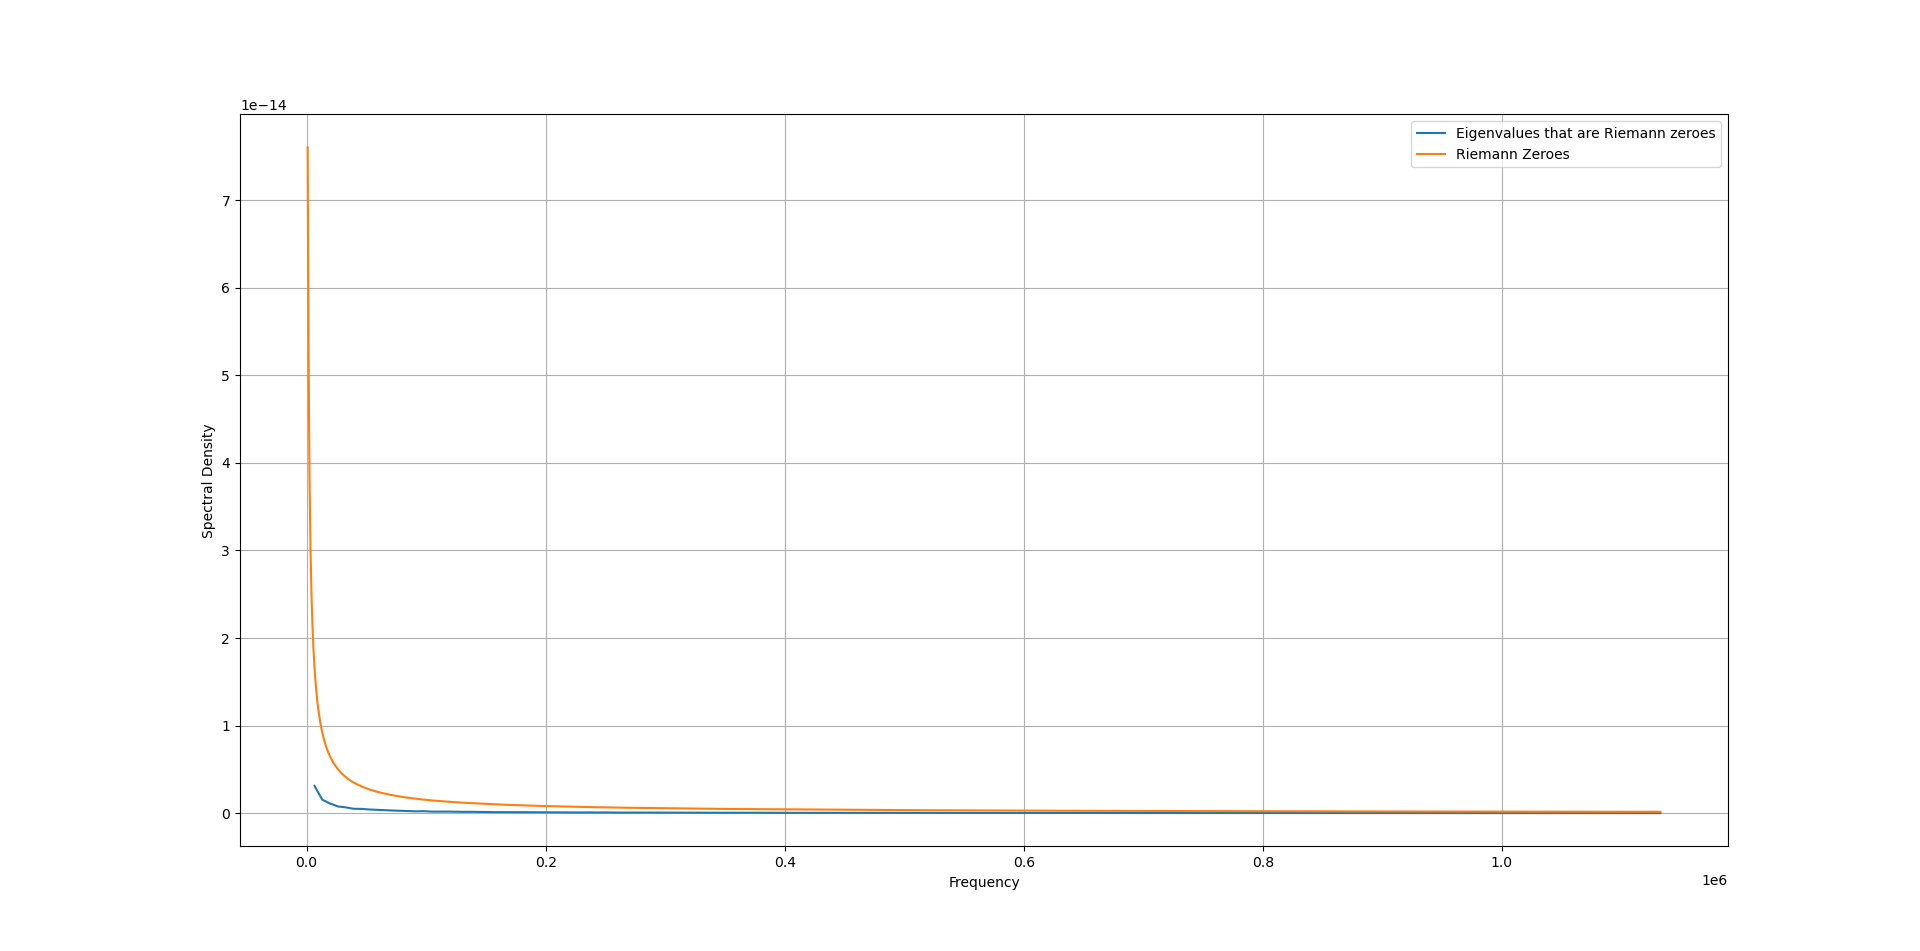 1e−14
Eigenvalues that are Riemann zeroes
Riemann Zeroes
7
6
5
4
3
2
1
0
Spectral Density
0.0 0.2 0.4 0.6 0.8 1.0
Frequency
1e6